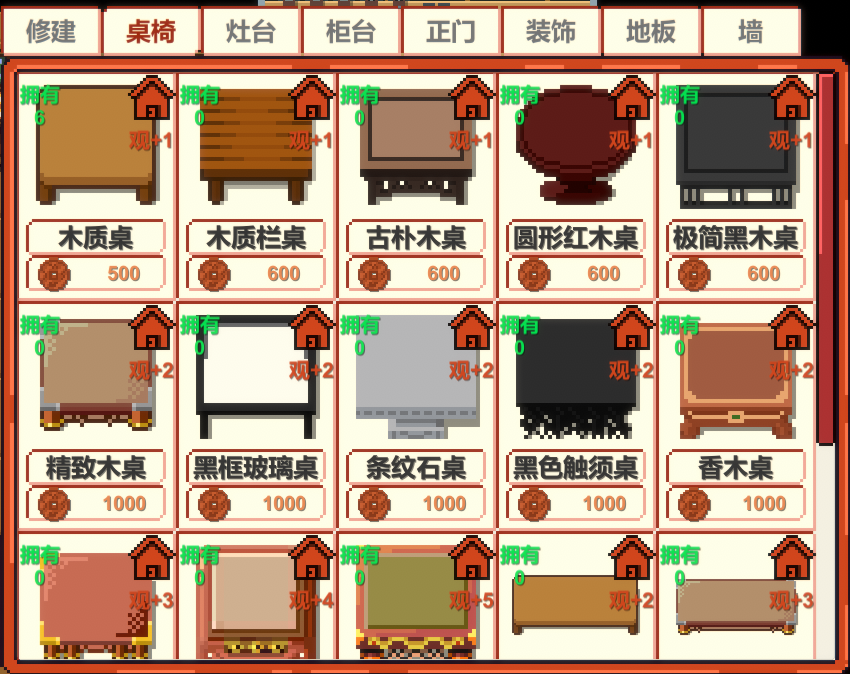 修建 桌椅 灶台 柜台 正门 装饰 地板 墙
拥有 拥有 拥有 拥有 拥有
6 0 0 0 0
观+1 观+1 观+1 观+1 观+1
木质桌 木质栏桌 古朴木桌 圆形红木桌 极简黑木桌
500 600 600 600 600
拥有 拥有 拥有 拥有 拥有
0 0 0 0 0
观+2 观+2 观+2 观+2 观+2
精致木桌 黑框玻璃桌 条纹石桌 黑色触须桌 香木桌
1000 1000 1000 1000 1000
拥有 拥有 拥有 拥有 拥有
0 0 0 0 0
观+3 观+4 观+5 观+2 观+3